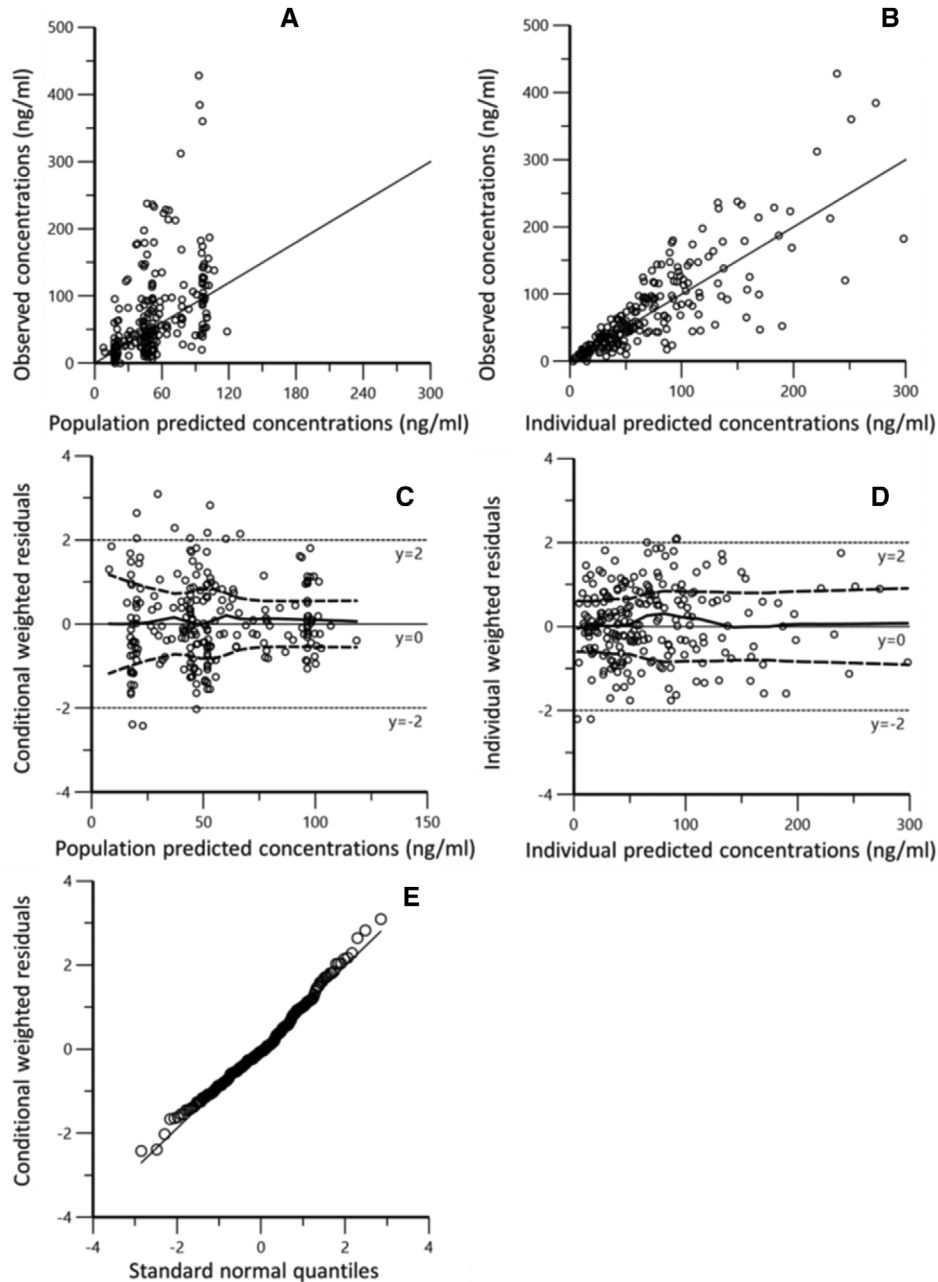 A
Observed concentrations (ng/ml)
500
400
300
200
100
0
0 60 120 180 240 300
Population predicted concentrations (ng/ml)
B
Observed concentrations (ng/ml)
500
400
300
200
100
0
0 100 200 300
Individual predicted concentrations (ng/ml)
C
Conditional weighted residuals
4
2
0
-2
-4
y=2
y=0
y=-2
0 50 100 150
Population predicted concentrations (ng/ml)
D
Individual weighted residuals
4
2
0
-2
-4
y=2
y=0
y=-2
0 100 200 300
Individual predicted concentrations (ng/ml)
E
Conditional weighted residuals
4
2
0
-2
-4
-4 -2 0 2 4
Standard normal quantiles